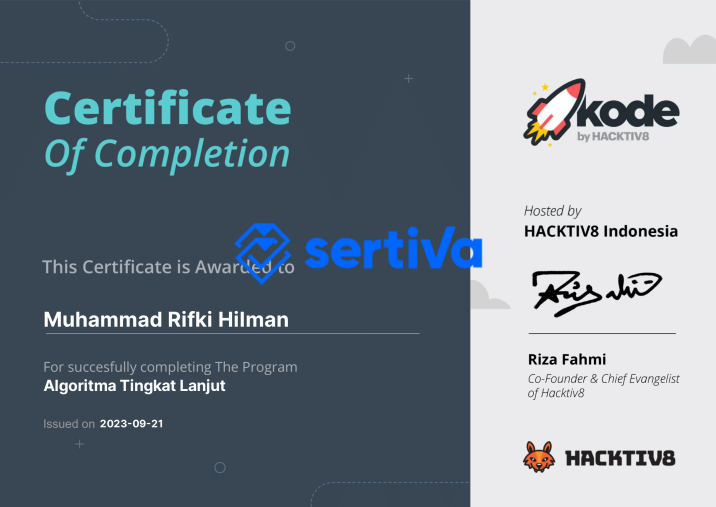 Certificate
Of Completion
kode
by HACKTIV8
Hosted by
HACKTIV8 Indonesia
sertiva
This Certificate is Awarded to
Muhammad Rifki Hilman
For succesfully completing The Program
Algoritma Tingkat Lanjut
Issued on 2023-09-21
Riza Fahmi
Co-Founder & Chief Evangelist
of Hacktiv8
HACKTIV8